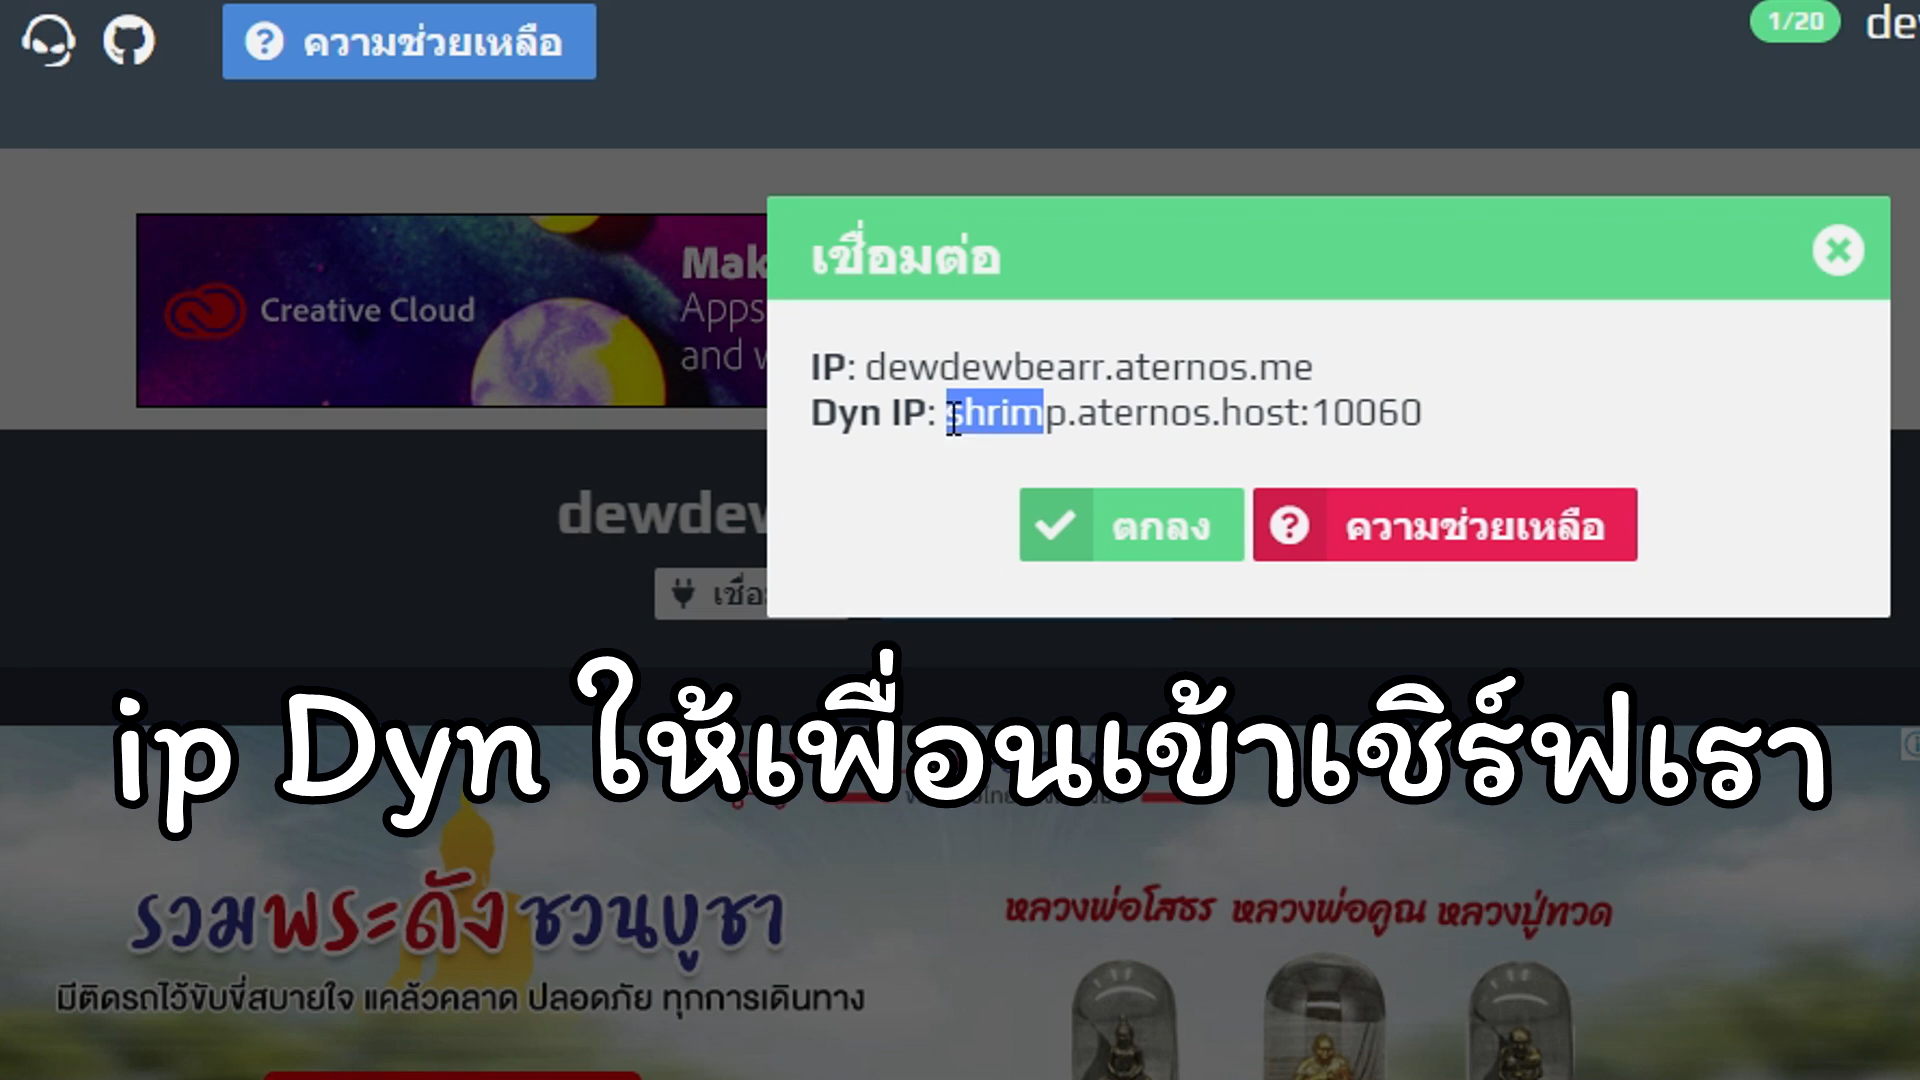 ความช่วยเหลือ
1/20
Creative Cloud
Apps
เชื่อมต่อ
IP: dewdewbearr.aternos.me
Dyn IP: shrimp.aternos.host:10060
ตกลง
ความช่วยเหลือ
ip Dyn ให้เพื่อนเข้าเซิร์ฟเรา
รวมพระดัง ชวนบูชา
มีติดรถไว้ขับขี่สบายใจ แคล้วคลาด ปลอดภัย ทุกการเดินทาง
หลวงพ่อโสธร หลวงพ่อคูณ หลวงปู่ทวด